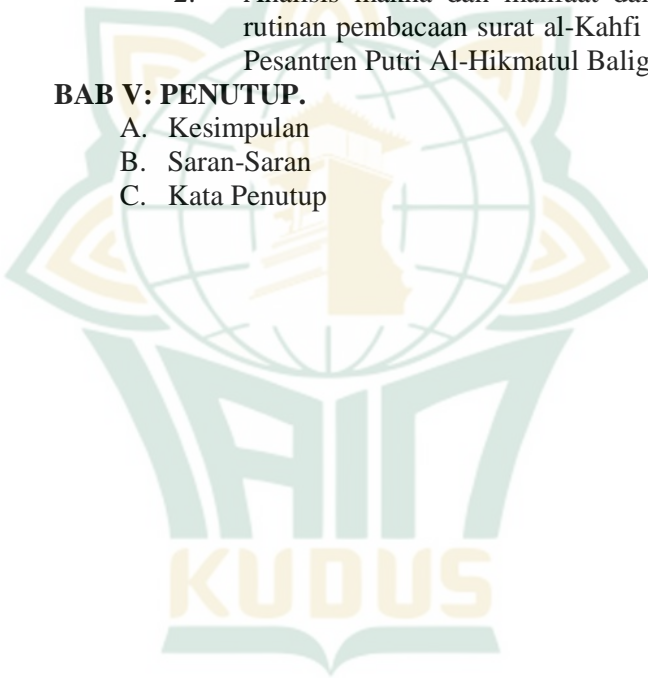 2. Analisis makna dan manfaat dari
rutinan pembacaan surat al-Kahfi
Pesantren Putri Al-Hikmatul
BAB V: PENUTUP.
A. Kesimpulan
B. Saran-Saran
C. Kata Penutup
IAIN
KUDUS